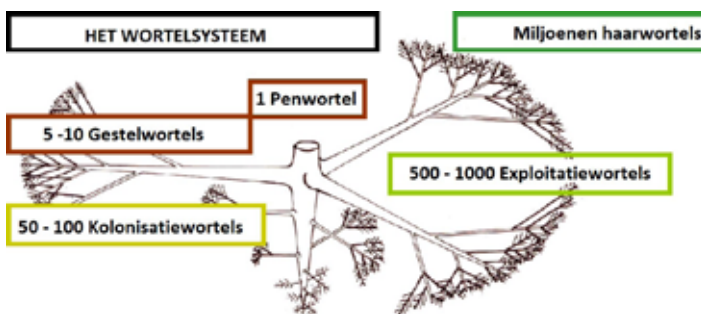 HET WORTELSYSTEEM
Miljoenen haarwortels
1 Penwortel
5 -10 Gestelwortels
500 - 1000 Exploitatiewortels
50 - 100 Kolonisatiewortels